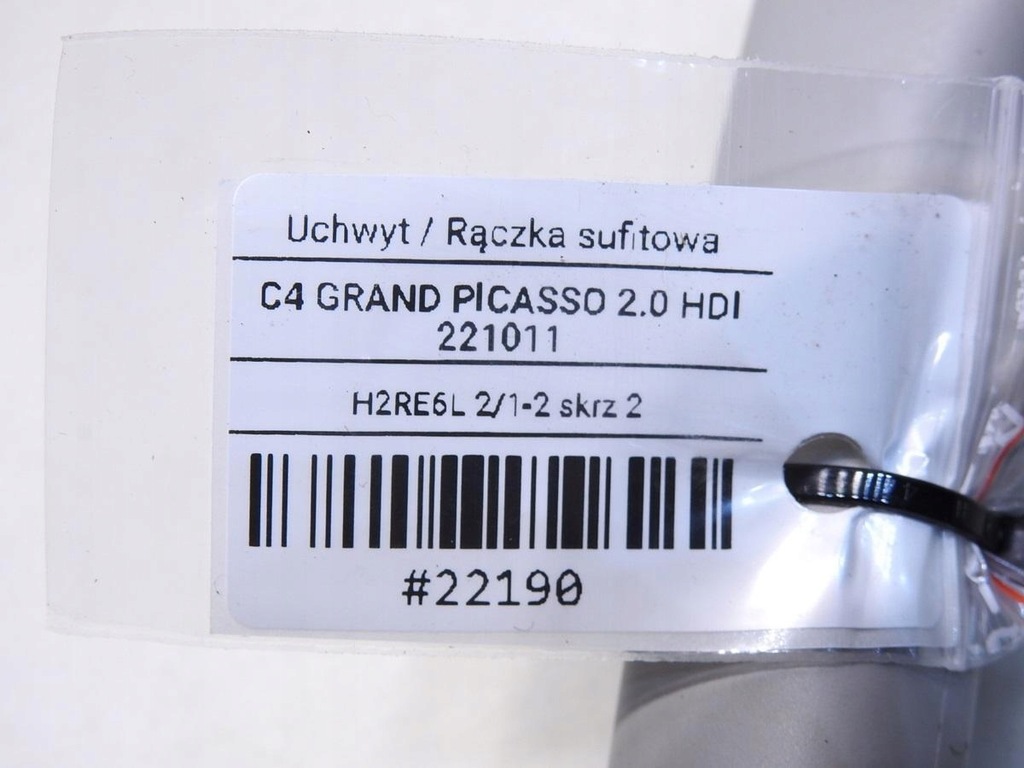 Uchwyt / Rączka sufitowa
C4 GRAND PICASSO 2.0 HDI
221011
H2RE6L 2/1-2 skrz 2
#22190